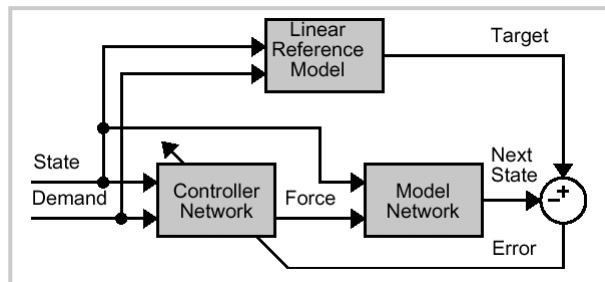 Linear
Reference
Model
Target
State
Demand
Controller
Network
Force
Model
Network
Next
State
-
+
Error